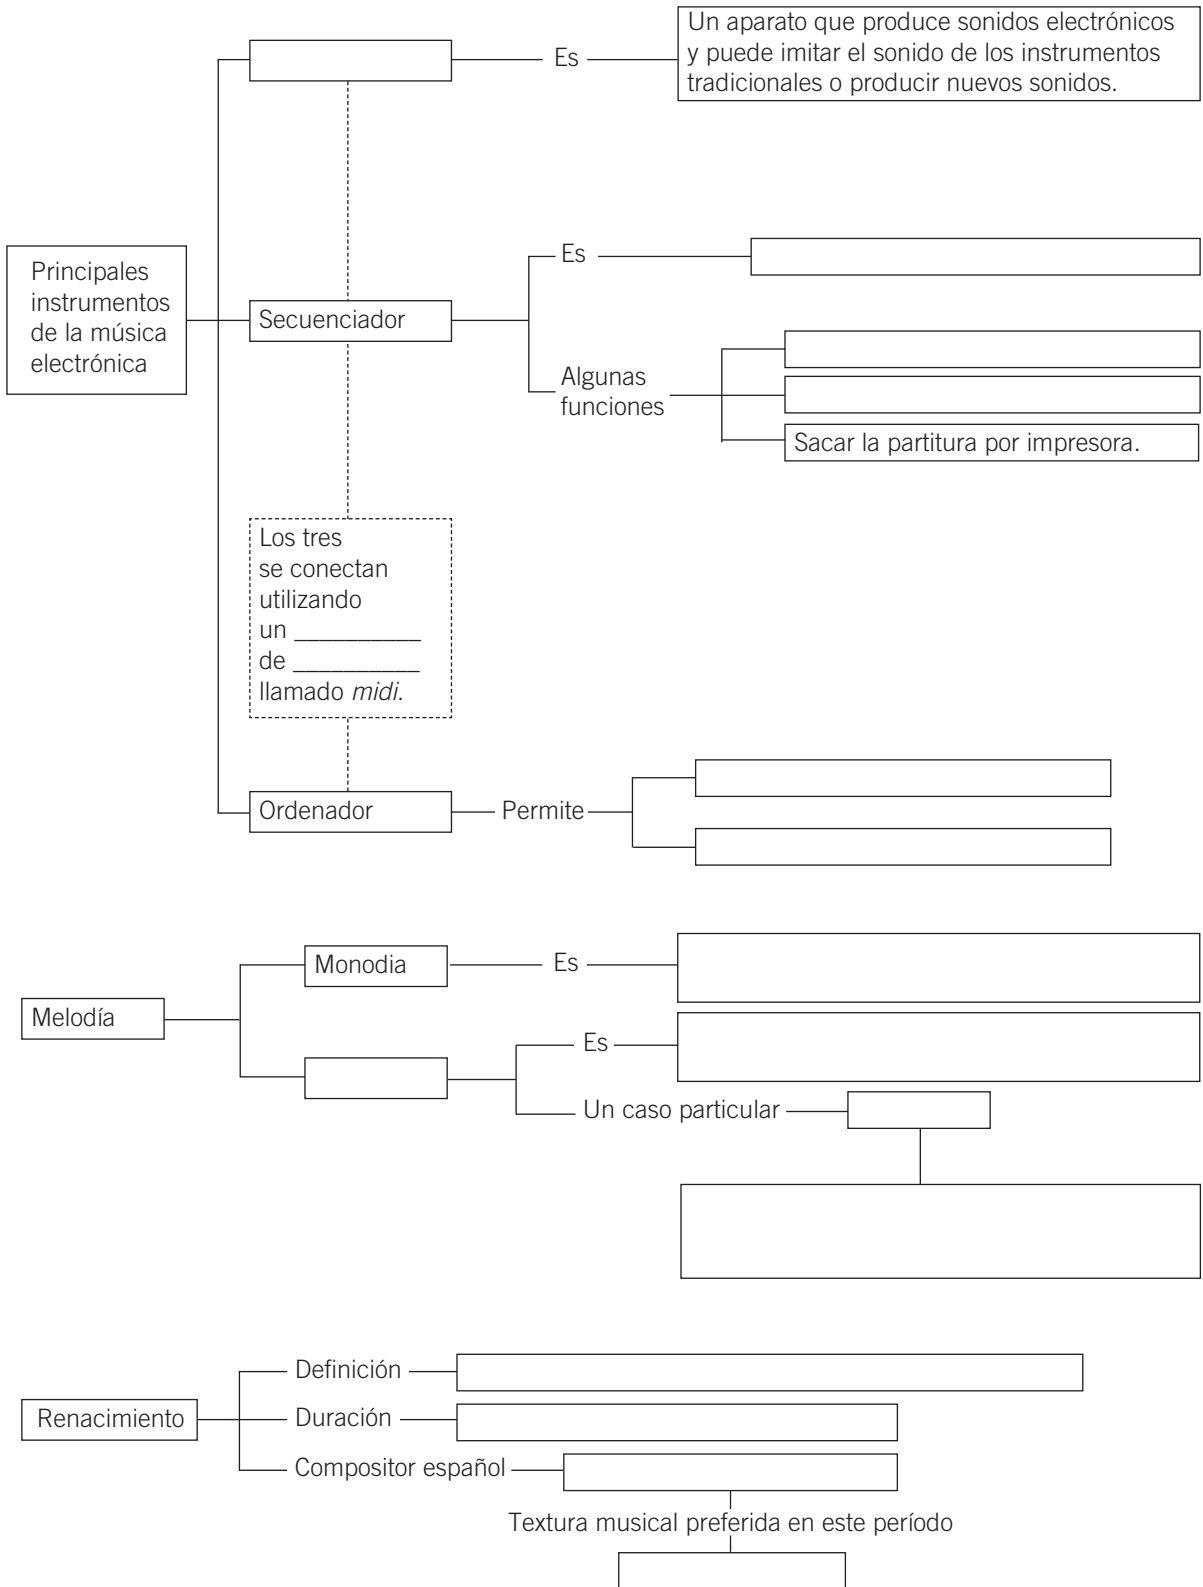 Es
Un aparato que produce sonidos electrónicos
y puede imitar el sonido de los instrumentos
tradicionales o producir nuevos sonidos.
Principales
instrumentos
de la música
electrónica
Secuenciador
Es
Algunas
funciones
Sacar la partitura por impresora.
Los tres
se conectan
utilizando
un __________
de __________
llamado midi.
Ordenador
Permite
Melodía
Monodia
Es
Es
Un caso particular
Renacimiento
Definición
Duración
Compositor español
Textura musical preferida en este período